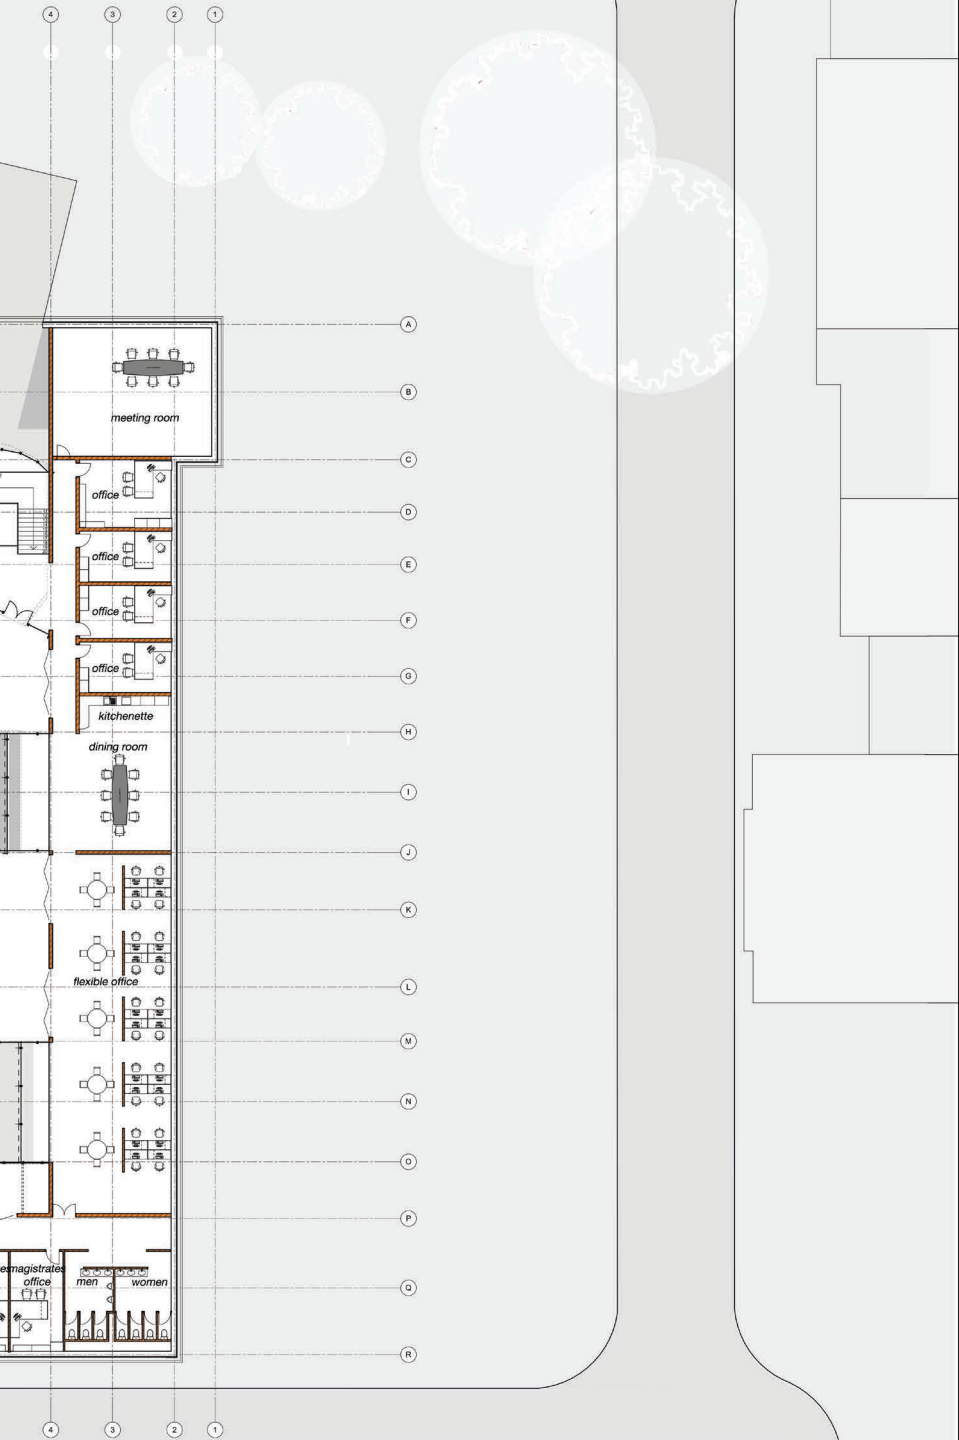 4 3 2 1
A
B
meeting room
C
office
D
office
E
office
F
office
G
kitchenette
H
dining room
I
J
K
flexible office
L
M
N
O
P
magistrates
office
men
women
Q
R
4 3 2 1